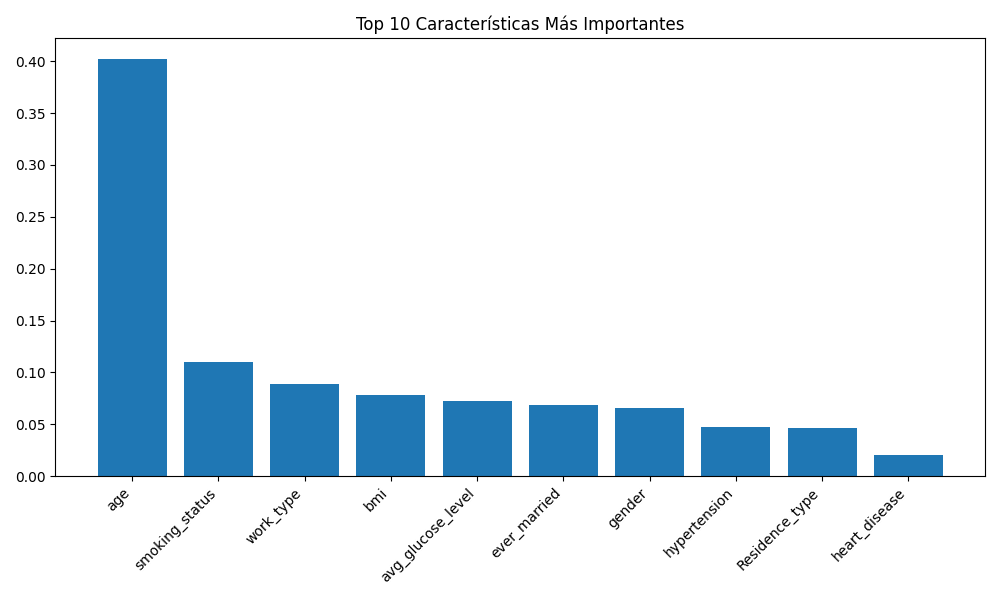 Top 10 Características Más Importantes
0.40
0.35
0.30
0.25
0.20
0.15
0.10
0.05
0.00
age
smoking_status
work_type
bmi
avg_glucose_level
ever_married
gender
hypertension
Residence_type
heart_disease